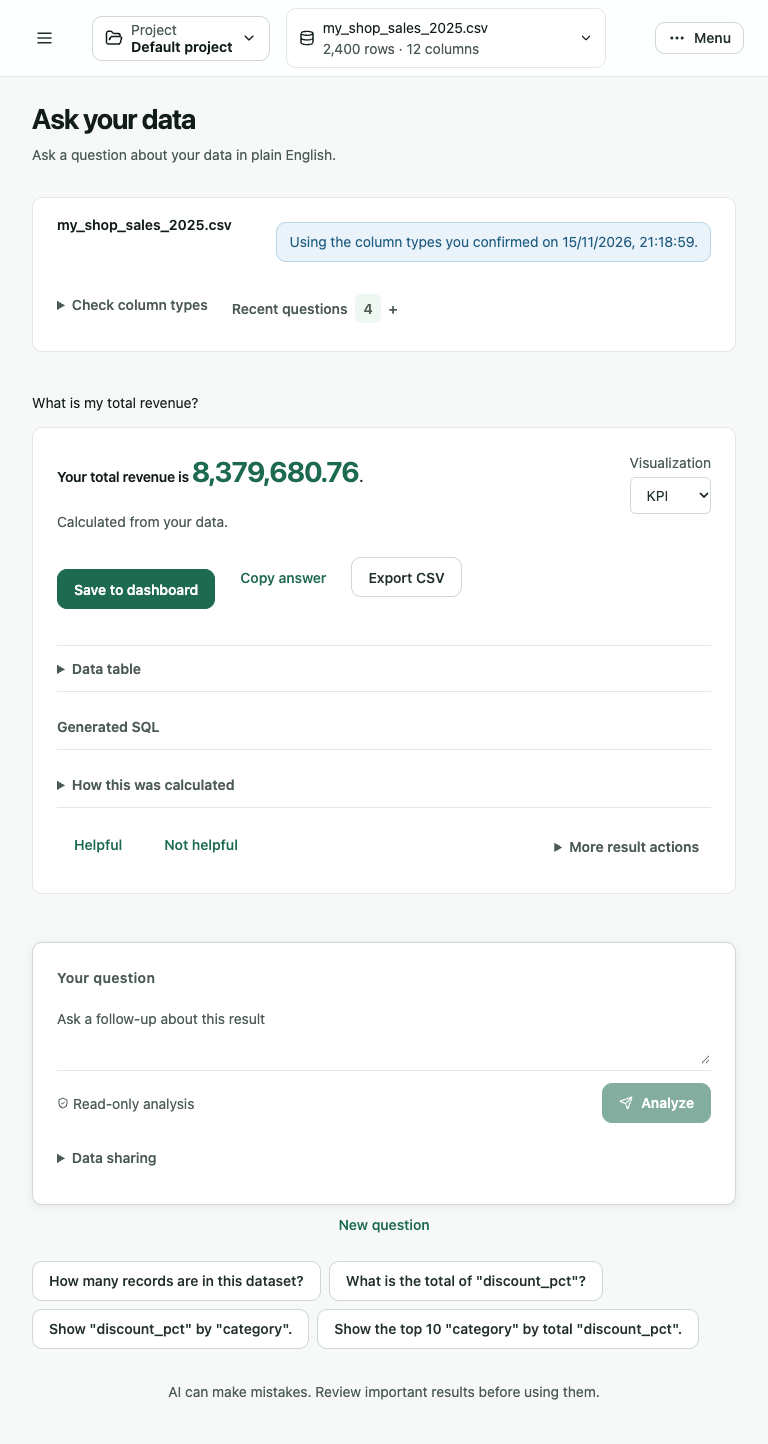 Project
Default project
my_shop_sales_2025.csv
2,400 rows · 12 columns
Menu
Ask your data
Ask a question about your data in plain English.
my_shop_sales_2025.csv
Using the column types you confirmed on 15/11/2026, 21:18:59.
Check column types
Recent questions 4 +
What is my total revenue?
Your total revenue is 8,379,680.76.
Visualization
KPI
Calculated from your data.
Save to dashboard
Copy answer
Export CSV
Data table
Generated SQL
How this was calculated
Helpful
Not helpful
More result actions
Your question
Ask a follow-up about this result
Read-only analysis
Analyze
Data sharing
New question
How many records are in this dataset?
What is the total of "discount_pct"?
Show "discount_pct" by "category".
Show the top 10 "category" by total "discount_pct".
AI can make mistakes. Review important results before using them.